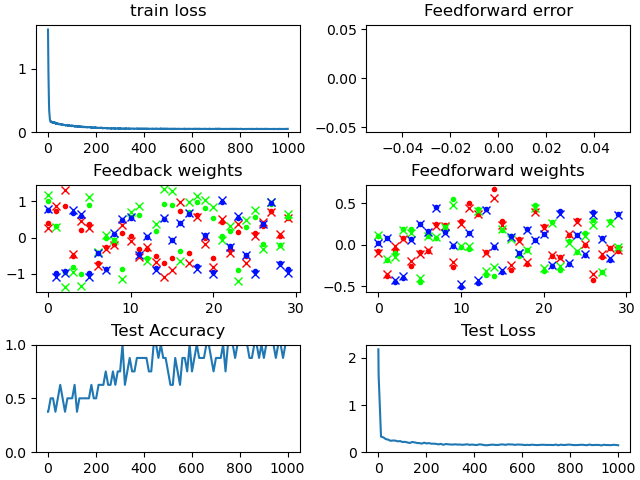 train loss
1
0
0 200 400 600 800 1000
Feedforward error
0.05
0.00
−0.05
−0.04 −0.02 0.00 0.02 0.04
Feedback weights
1
0
−1
0 10 20 30
Feedforward weights
0.5
0.0
−0.5
0 10 20 30
Test Accuracy
1.0
0.5
0.0
0 200 400 600 800 1000
Test Loss
2
1
0
0 200 400 600 800 1000